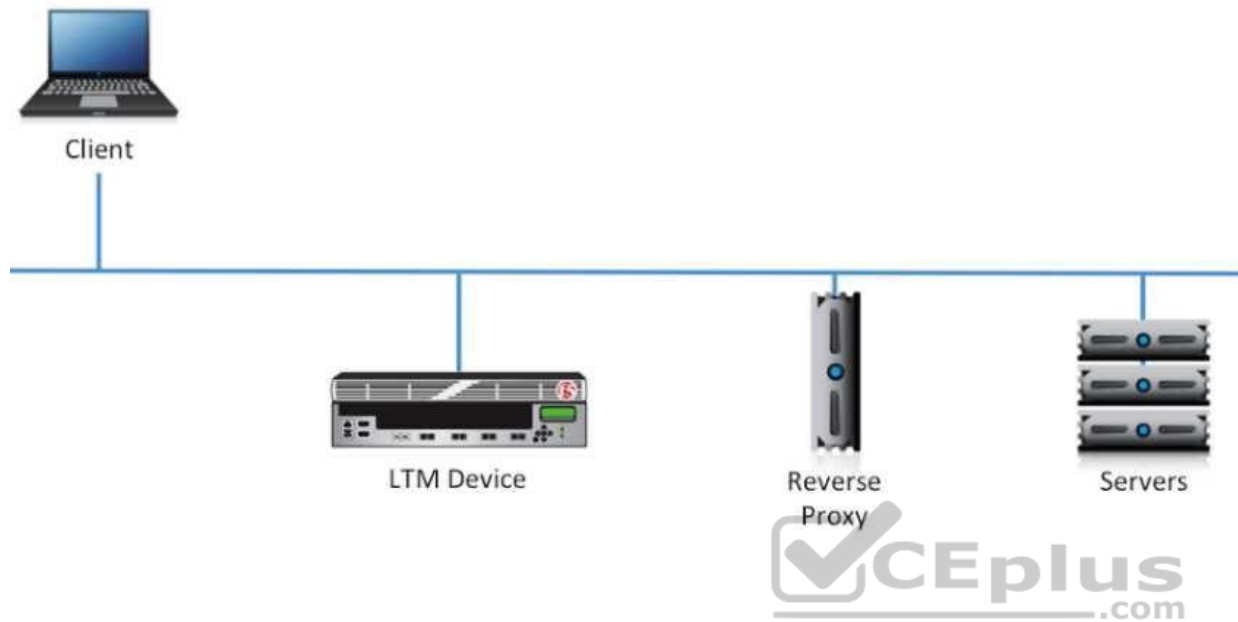 Client
LTM Device
Reverse
Proxy
Servers
CEplus
.com